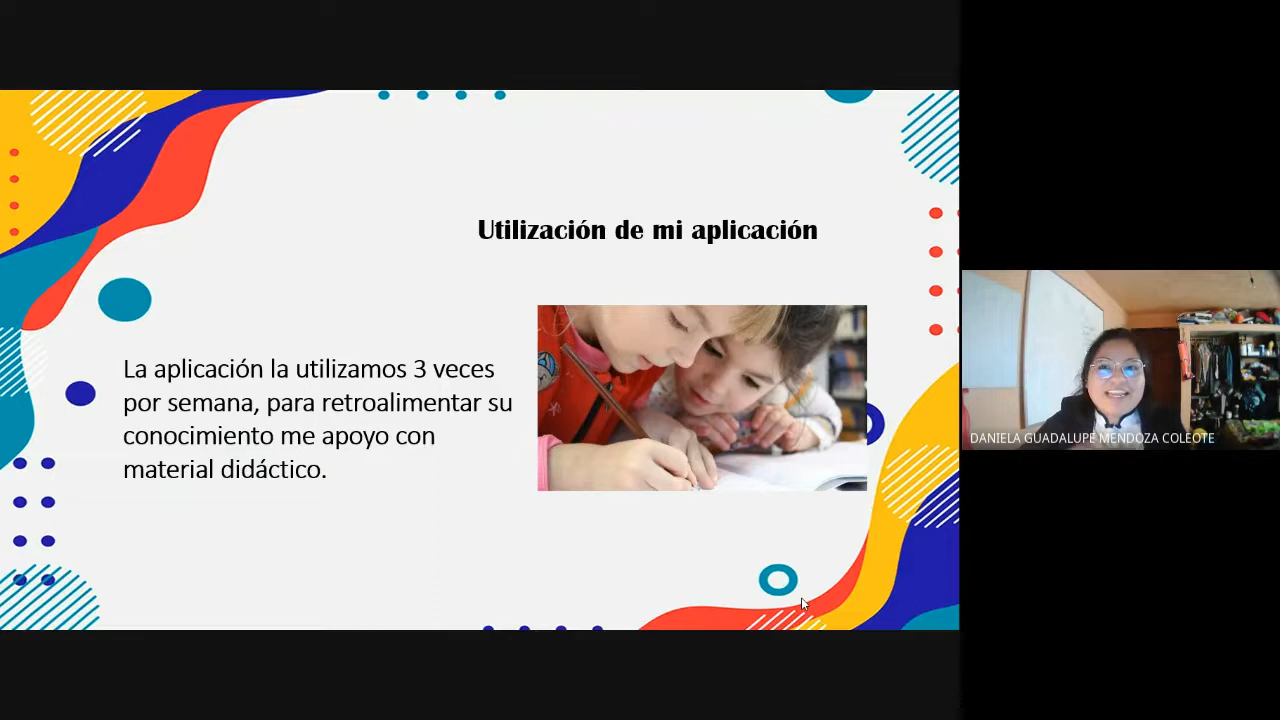 Utilización de mi aplicación
La aplicación la utilizamos 3 veces
por semana, para retroalimentar su
conocimiento me apoyo con
material didáctico.
DANIELA GUADALUPE MENDOZA COLEOTE